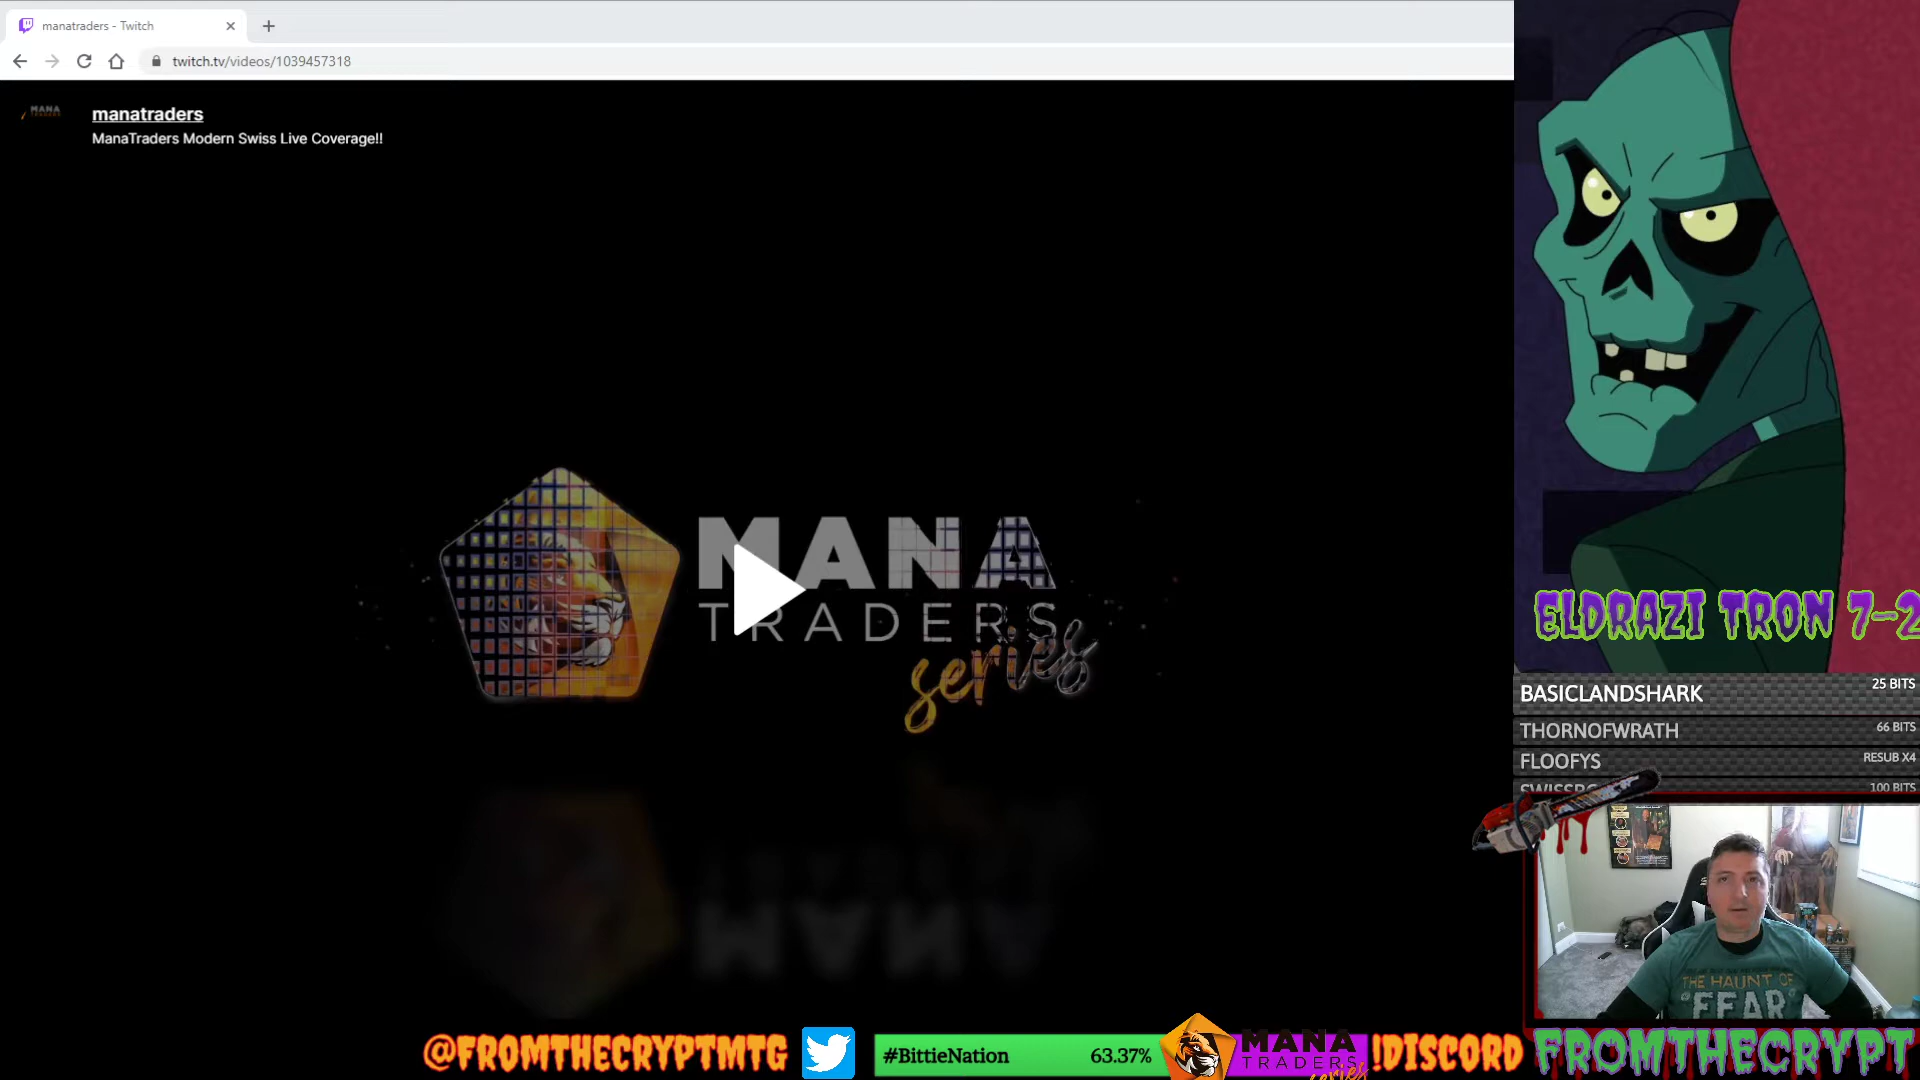 manatraders - Twitch
twitch.tv/videos/1039457318
MANA
TRADERS
manatraders
ManaTraders Modern Swiss Live Coverage!!
MANA
TRADERS
series
ELDRAZI TRON 7-2
BASICLANDSHARK 25 BITS
THORNOFWRATH 66 BITS
FLOOFYS RESUB X4
100 BITS
THE HAUNT OF
"FEAR"
@FROMTHECRYPTMTG
#BittieNation 63.37%
MANA
TRADERS
series
!DISCORD
FROMTHECRYPT